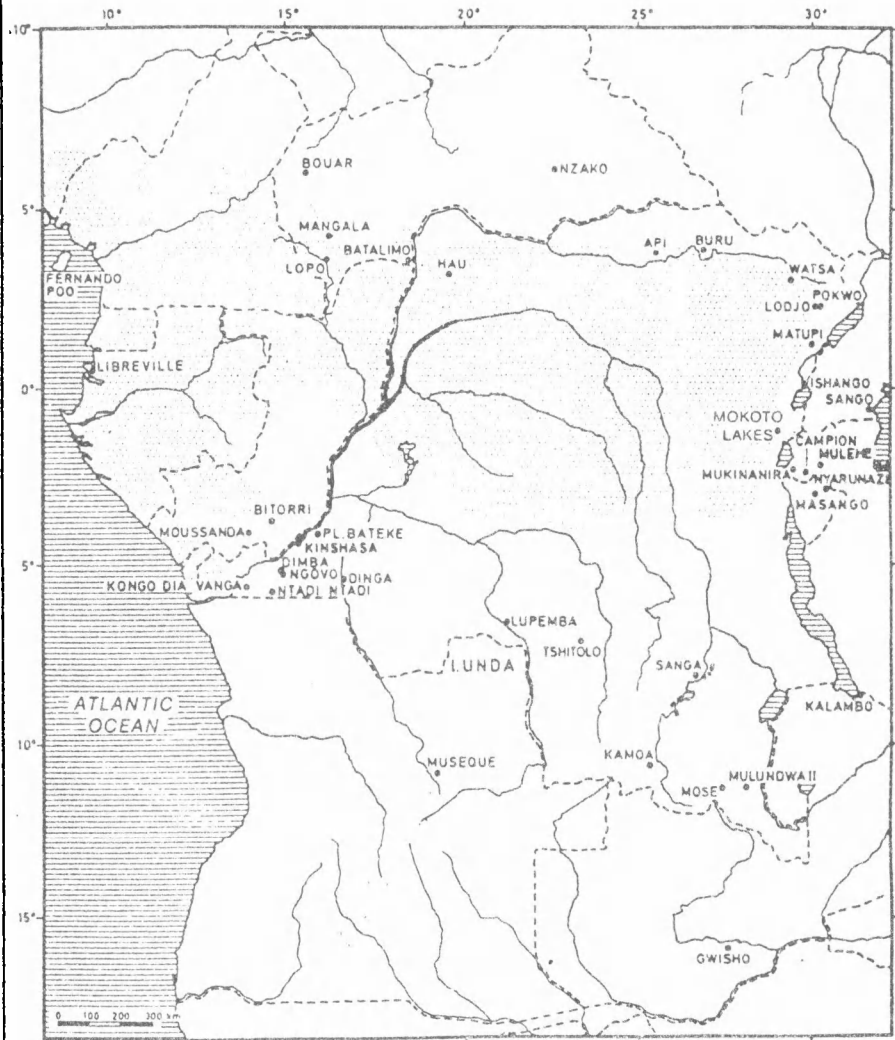 10°
15°
20°
25°
30°
10°
BOUAR
NZAKO
5°
MANGALA
BATALIMO
API
BURU
LOPO
HAU
WATSA
FERNANDO
POO
POKWO
LODJO
MATUPI
LIBREVILLE
0°
ISHANGO
SANGO
MOKOTO
LAKES
CAMPION
MULEHE
MUKINANIRA
MASANGO
BITORRI
MOUSSANDA
PL. BATEKE
KINSHASA
5°
DIMBA
NGOVO
DINGA
KONGO DIA VANGA
NTADI NTADI
LUPEMBA
TSHITOLO
LUNDA
SANGA
ATLANTIC
OCEAN
KALAMBO
10°
MUSEQUE
KAMOA
MOSE
MULUNDWA II
15°
GWISHO
0 100 200 300 km